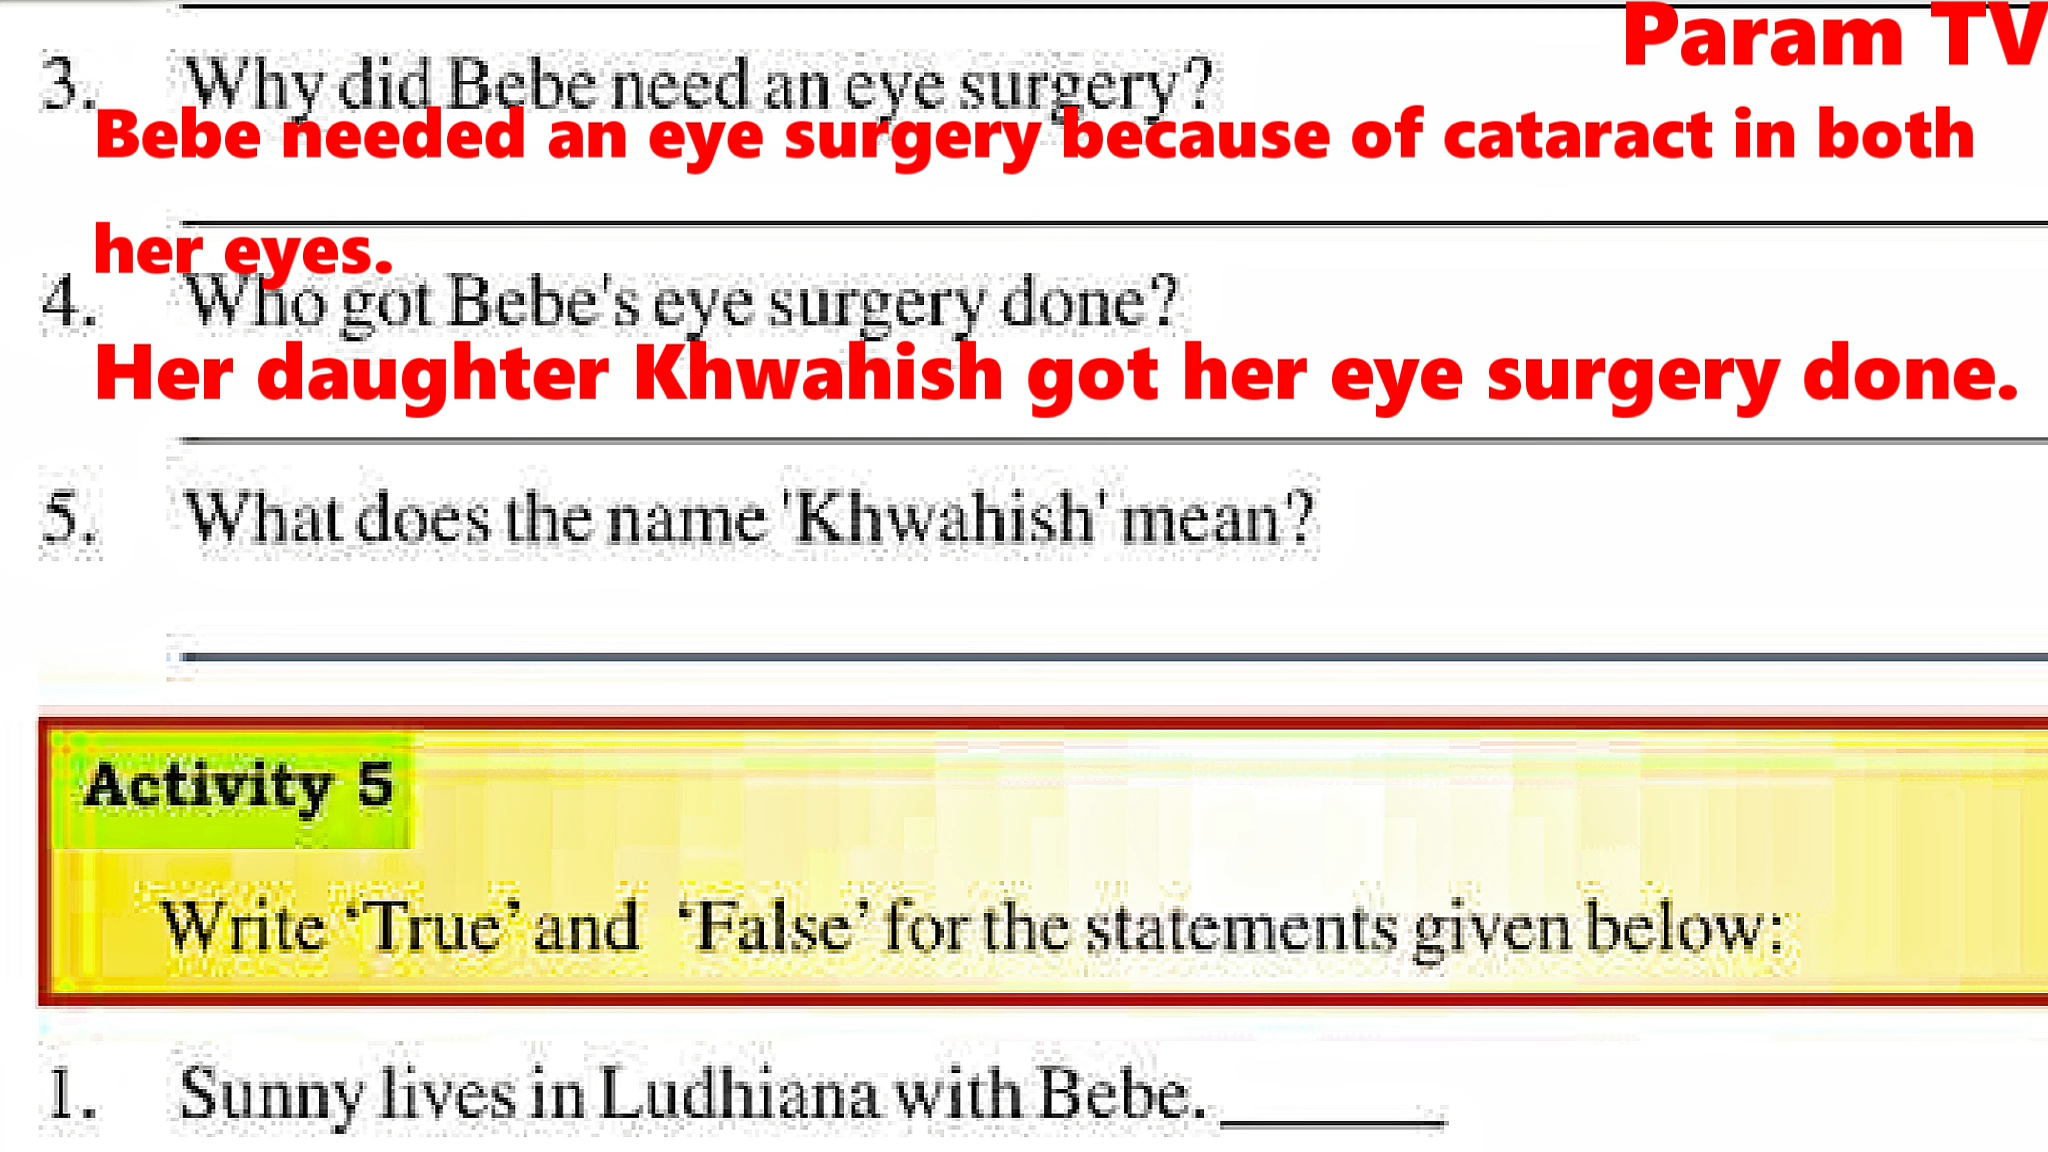 Param TV
3. Why did Bebe need an eye surgery?
Bebe needed an eye surgery because of cataract in both
her eyes.
4. Who got Bebe's eye surgery done?
Her daughter Khwahish got her eye surgery done.
5. What does the name 'Khwahish' mean?
Activity 5
Write ‘True’ and ‘False’ for the statements given below:
1. Sunny lives in Ludhiana with Bebe. ______